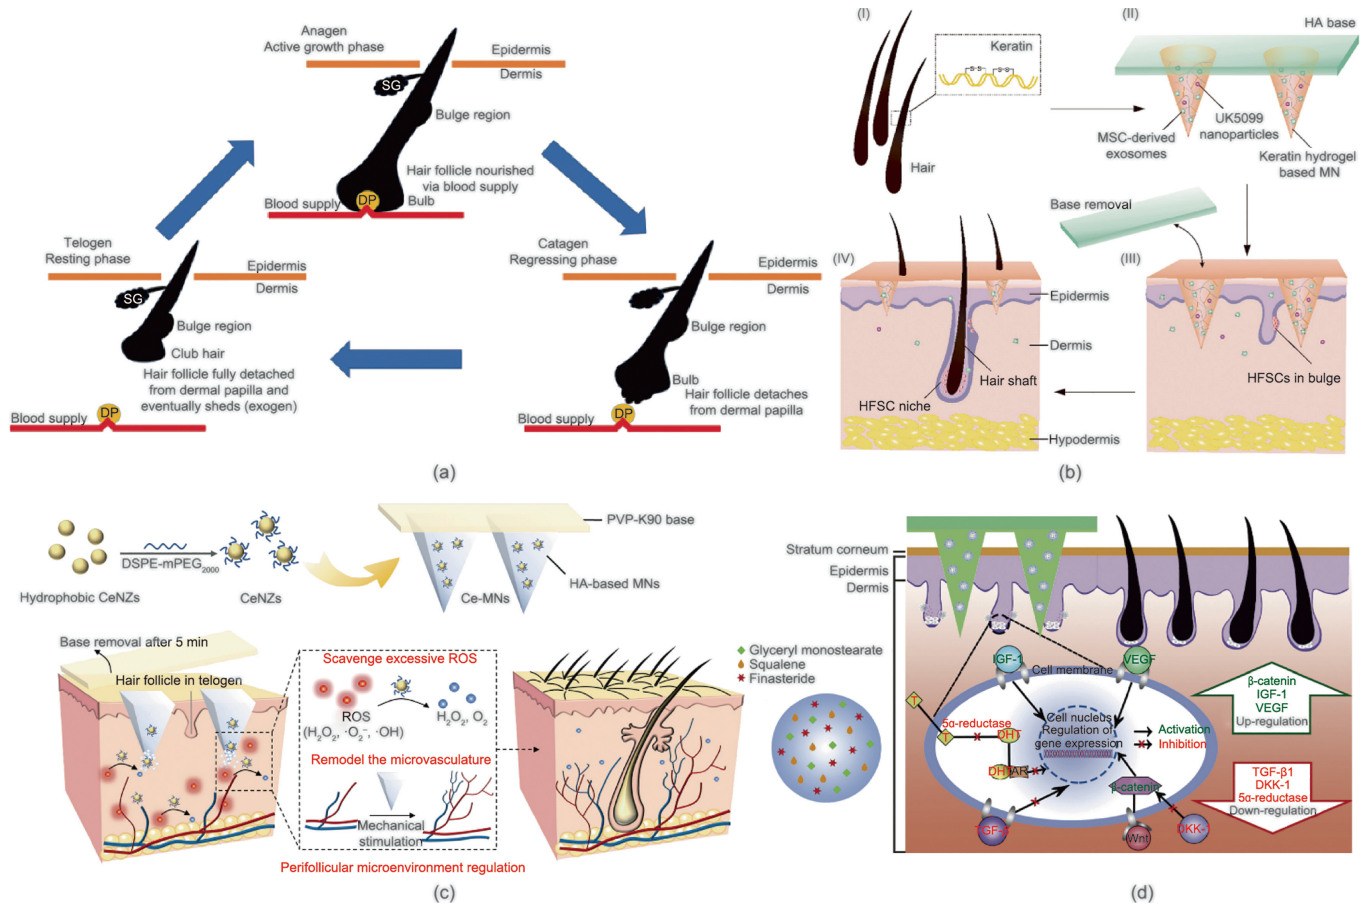 Anagen
Active growth phase
Epidermis
Dermis
SG
Bulge region
Hair follicle nourished
via blood supply
Blood supply
DP
Bulb
Telogen
Resting phase
Epidermis
Dermis
SG
Bulge region
Club hair
Hair follicle fully detached
from dermal papilla and
eventually sheds (exogen)
Blood supply
DP
Catagen
Regressing phase
Epidermis
Dermis
Bulge region
Bulb
Hair follicle detaches
from dermal papilla
Blood supply
DP
(a)
(I)
Keratin
S-S
S-S
Hair
(II)
HA base
MSC-derived
exosomes
UK5099
nanoparticles
Keratin hydrogel
based MN
Base removal
(III)
HFSCs in bulge
(IV)
Epidermis
Dermis
Hair shaft
HFSC niche
Hypodermis
(b)
DSPE-mPEG2000
Hydrophobic CeNZs
CeNZs
PVP-K90 base
HA-based MNs
Ce-MNs
Base removal after 5 min
Hair follicle in telogen
Scavenge excessive ROS
ROS
(H2O2, ·O2−, ·OH)
H2O2, O2
Remodel the microvasculature
Mechanical
stimulation
Perifollicular microenvironment regulation
(c)
Glyceryl monostearate
Squalene
Finasteride
Stratum corneum
Epidermis
Dermis
IGF-1
Cell membrane
VEGF
T
T
5α-reductase
DHT
DHT
AR
Cell nucleus
Regulation of
gene expression
Activation
Inhibition
β-catenin
Wnt
β-catenin
IGF-1
VEGF
Up-regulation
TGF-β1
DKK-1
5α-reductase
Down-regulation
(d)